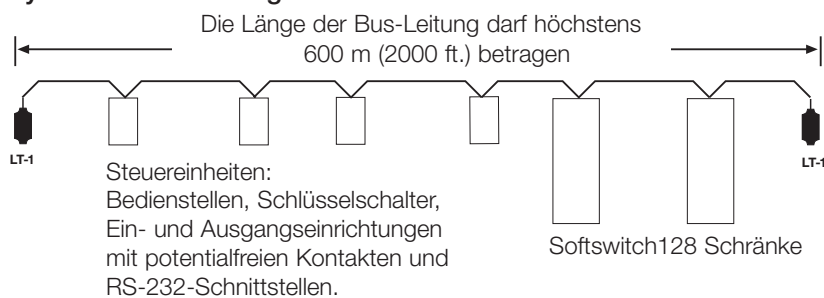 Die Länge der Bus-Leitung darf höchstens
600 m (2000 ft.) betragen
LT-1
LT-1
Steuereinheiten:
Bedienstellen, Schlüsselschalter,
Ein- und Ausgangseinrichtungen
mit potentialfreien Kontakten und
RS-232-Schnittstellen.
Softswitch128 Schränke